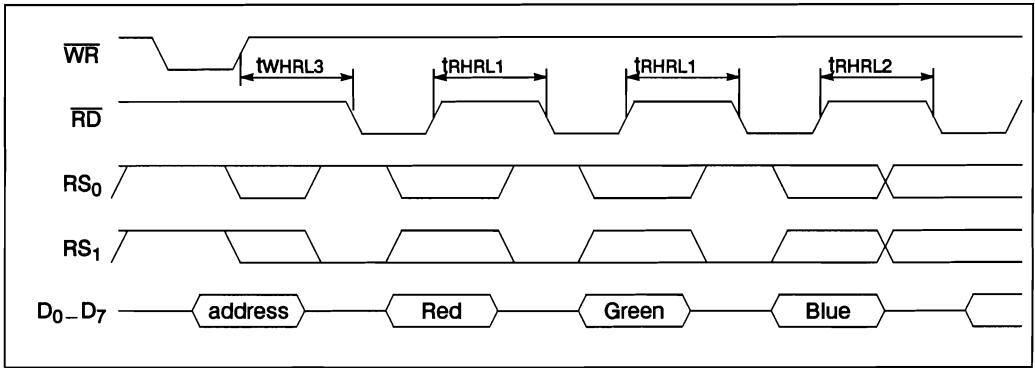 WR
tWHRL3 tRHRL1 tRHRL1 tRHRL2
RD
RS0
RS1
D0–D7 address Red Green Blue